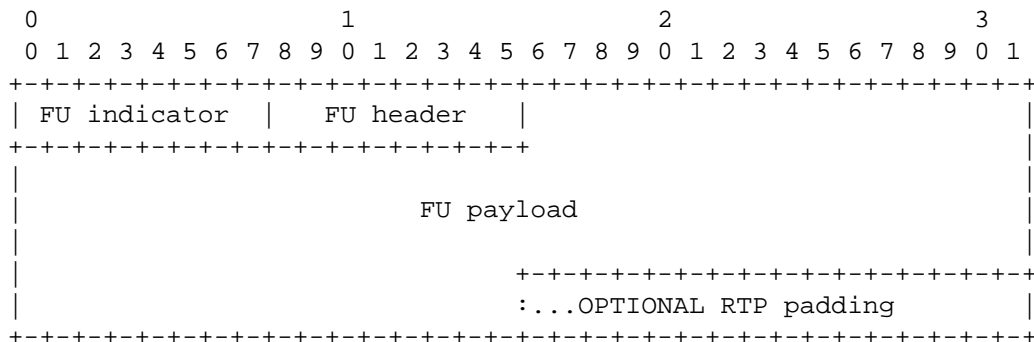 0                   1                   2                   3
0 1 2 3 4 5 6 7 8 9 0 1 2 3 4 5 6 7 8 9 0 1 2 3 4 5 6 7 8 9 0 1
+-+-+-+-+-+-+-+-+-+-+-+-+-+-+-+-+-+-+-+-+-+-+-+-+-+-+-+-+-+-+-+-+
| FU indicator  |   FU header   |                               |
+-+-+-+-+-+-+-+-+-+-+-+-+-+-+-+-+                               |
|                                                               |
|                         FU payload                            |
|                                                               |
|                               +-+-+-+-+-+-+-+-+-+-+-+-+-+-+-+-+
|                               :...OPTIONAL RTP padding        |
+-+-+-+-+-+-+-+-+-+-+-+-+-+-+-+-+-+-+-+-+-+-+-+-+-+-+-+-+-+-+-+-+